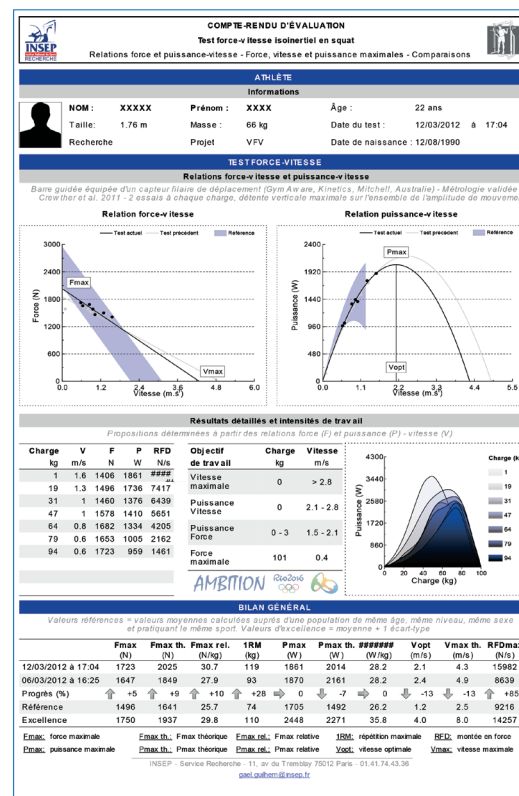 COMPTE-RENDU D'ÉVALUATION
Test force-vitesse isoinertiel en squat
Relations force et puissance-vitesse - Force, vitesse et puissance maximales - Comparaisons
INSEP
RECHERCHE
ATHLÈTE
Informations
NOM : XXXXX Prénom : XXXX Âge : 22 ans
Taille: 1.76 m Masse : 66 kg Date du test : 12/03/2012 à 17:04
Recherche Projet VFV Date de naissance : 12/08/1990
TEST FORCE-VITESSE
Relations force-vitesse et puissance-vitesse
Barre guidée équipée d'un capteur filaire de déplacement (Gym Aware, Kinetics, Mitchell, Australie) - Métrologie validée
Crewther et al. 2011 - 2 essais à chaque charge, détente verticale maximale sur l'ensemble de l'amplitude de mouveme
Relation force-vitesse Relation puissance-vitesse
Test actuel Test précédent Référence
Test actuel Test précédent Référence
3000
2400
1800
1200
600
0
Force (N)
Fmax
Vmax
0.0 1.2 2.4 3.6 4.8 6.0
Vitesse (m.s
2400
1920
1440
960
480
0
Puissance (W)
Pmax
Vopt
0.0 1.1 2.2 3.3 4.4 5.5
Vitesse (m.s
Résultats détaillés et intensités de travail
Propositions déterminées à partir des relations force (F) et puissance (P) - vitesse (V)
Charge V F P RFD
kg m/s N W N/s
1 1.6 1406 1861 ####
19 1.3 1496 1736 7417
31 1 1460 1376 6439
47 1 1578 1410 5651
64 0.8 1682 1334 4205
79 0.6 1653 1005 2162
94 0.6 1723 959 1461
Objectif Charge Vitesse
de travail kg m/s
Vitesse
maximale 0 > 2.8
Puissance
Vitesse 0 2.1 - 2.8
Puissance
Force 0 - 3 1.5 - 2.1
Force
maximale 101 0.4
AMBITION Rio2016
4300
3440
2580
1720
860
0
Puissance (W)
0 20 40 60 80 100
Charge (kg)
Charge (k
1
19
31
47
64
79
94
BILAN GÉNÉRAL
Valeurs références = valeurs moyennes calculées auprès d'une population de même âge, même niveau, même sexe
et pratiquant le même sport. Valeurs d'excellence = moyenne + 1 écart-type
Fmax Fmax th. Fmax rel. 1RM Pmax Pmax th. ####### Vopt Vmax th. RFDma
(N) (N) (N/kg) (kg) (W) (W) (W/kg) (m/s) (m/s) (N/s)
12/03/2012 à 17:04 1723 2025 30.7 119 1861 2014 28.2 2.1 4.3 15982
06/03/2012 à 16:25 1647 1849 27.9 93 1870 2161 28.2 2.4 4.9 8639
Progrès (%) +5 +9 +10 +28 0 -7 0 -13 -13 +85
Référence 1496 1641 25.7 74 1705 1492 26.2 1.2 2.5 9216
Excellence 1750 1937 29.8 110 2448 2271 35.8 4.0 8.0 14257
Fmax: force maximale Fmax th.: Fmax théorique Fmax rel.: Fmax relative 1RM: répétition maximale RFD: montée en force
Pmax: puissance maximale Pmax th.: Pmax théorique Pmax rel.: Pmax relative Vopt: vitesse optimale Vmax: vitesse maximale
INSEP - Service Recherche - 11, av du Tremblay 75012 Paris - 01.41.74.43.36
gael.guilhem@insep.fr